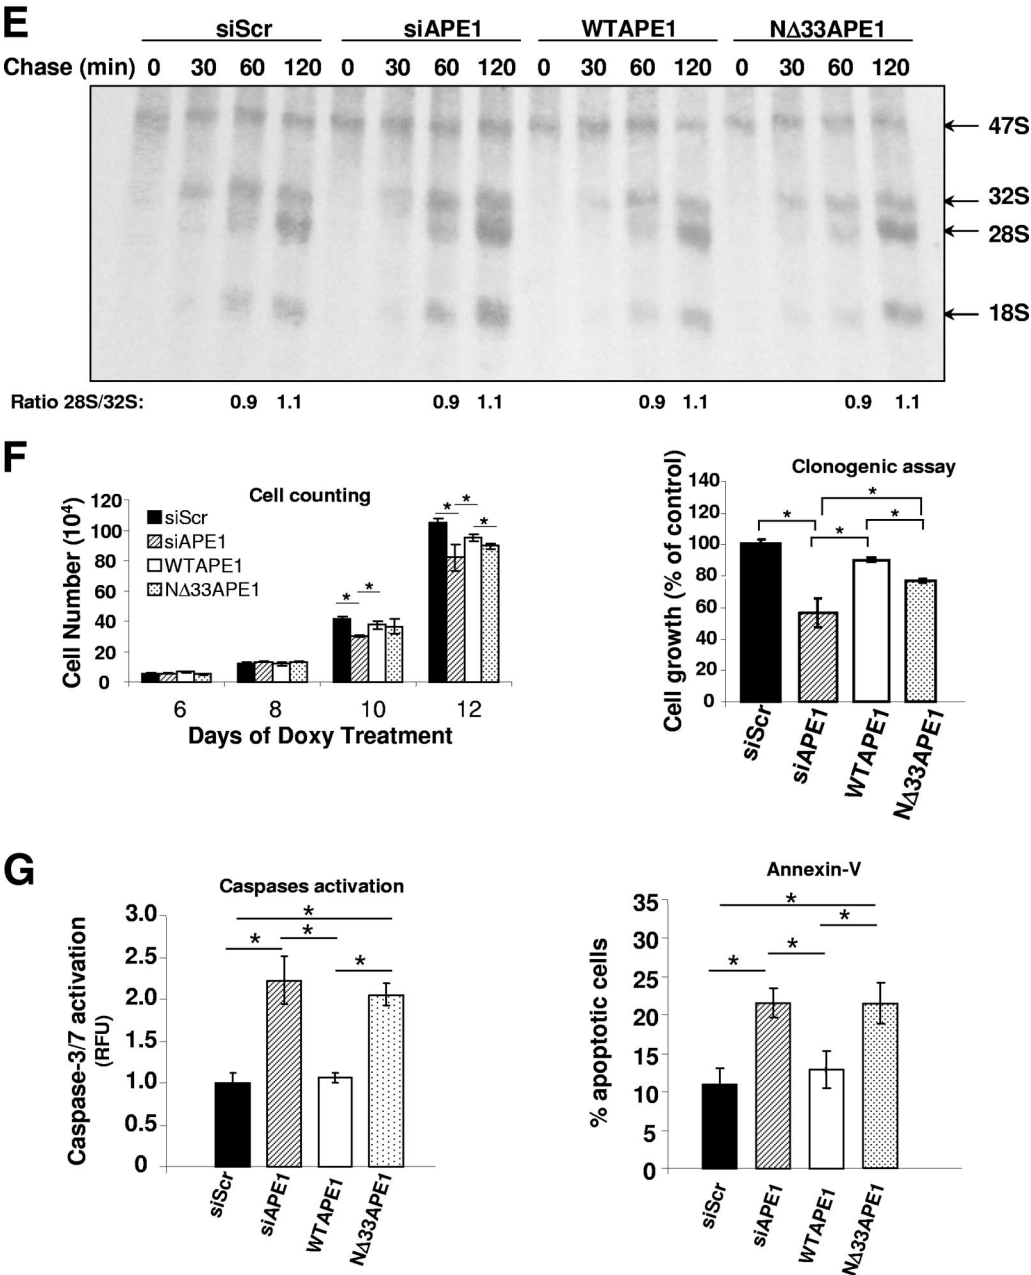 E
siScr siAPE1 WTAPE1 NΔ33APE1
Chase (min) 0 30 60 120 0 30 60 120 0 30 60 120 0 30 60 120
47S
32S
28S
18S
Ratio 28S/32S: 0.9 1.1 0.9 1.1 0.9 1.1 0.9 1.1
F
Cell counting
Cell Number (10⁴)
120
100
80
60
40
20
0
siScr
siAPE1
WTAPE1
NΔ33APE1
* * * * *
6 8 10 12
Days of Doxy Treatment
Clonogenic assay
Cell growth (% of control)
140
120
100
80
60
40
20
0
* * * *
siScr siAPE1 WTAPE1 NΔ33APE1
G
Caspases activation
Caspase-3/7 activation
(RFU)
3.0
2.5
2.0
1.5
1.0
0.5
0
* * * *
siScr siAPE1 WTAPE1 NΔ33APE1
Annexin-V
% apoptotic cells
35
30
25
20
15
10
5
0
* * * *
siScr siAPE1 WTAPE1 NΔ33APE1